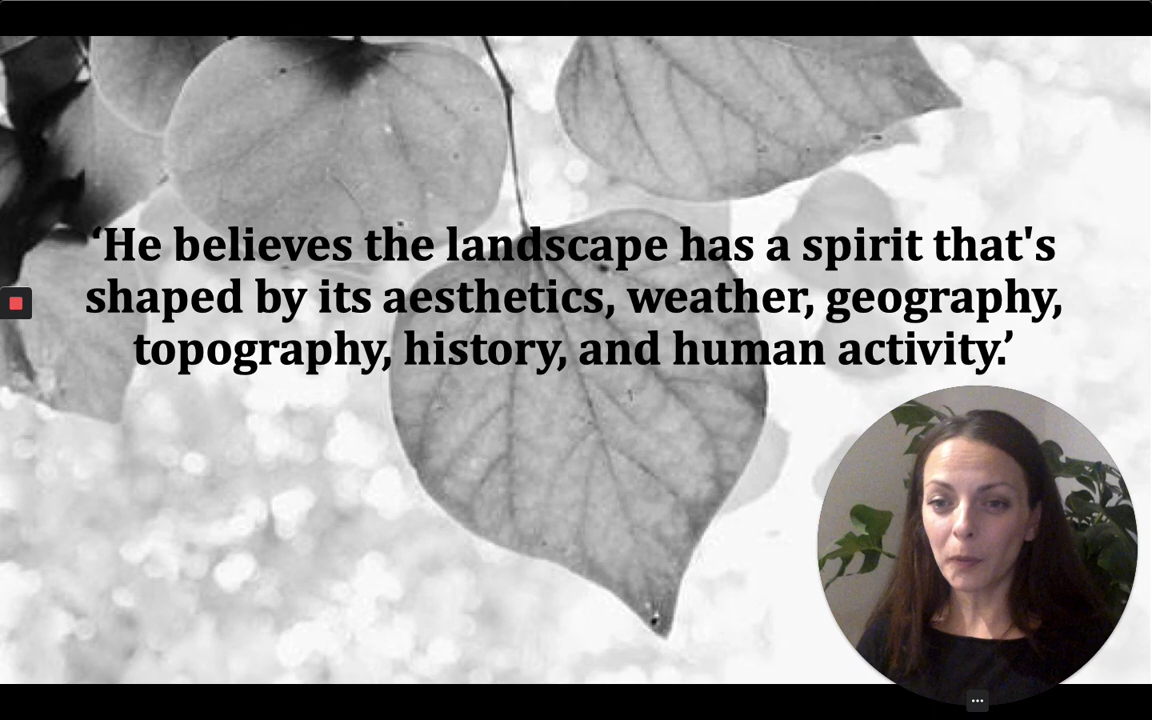 ‘He believes the landscape has a spirit that's
shaped by its aesthetics, weather, geography,
topography, history, and human activity.’